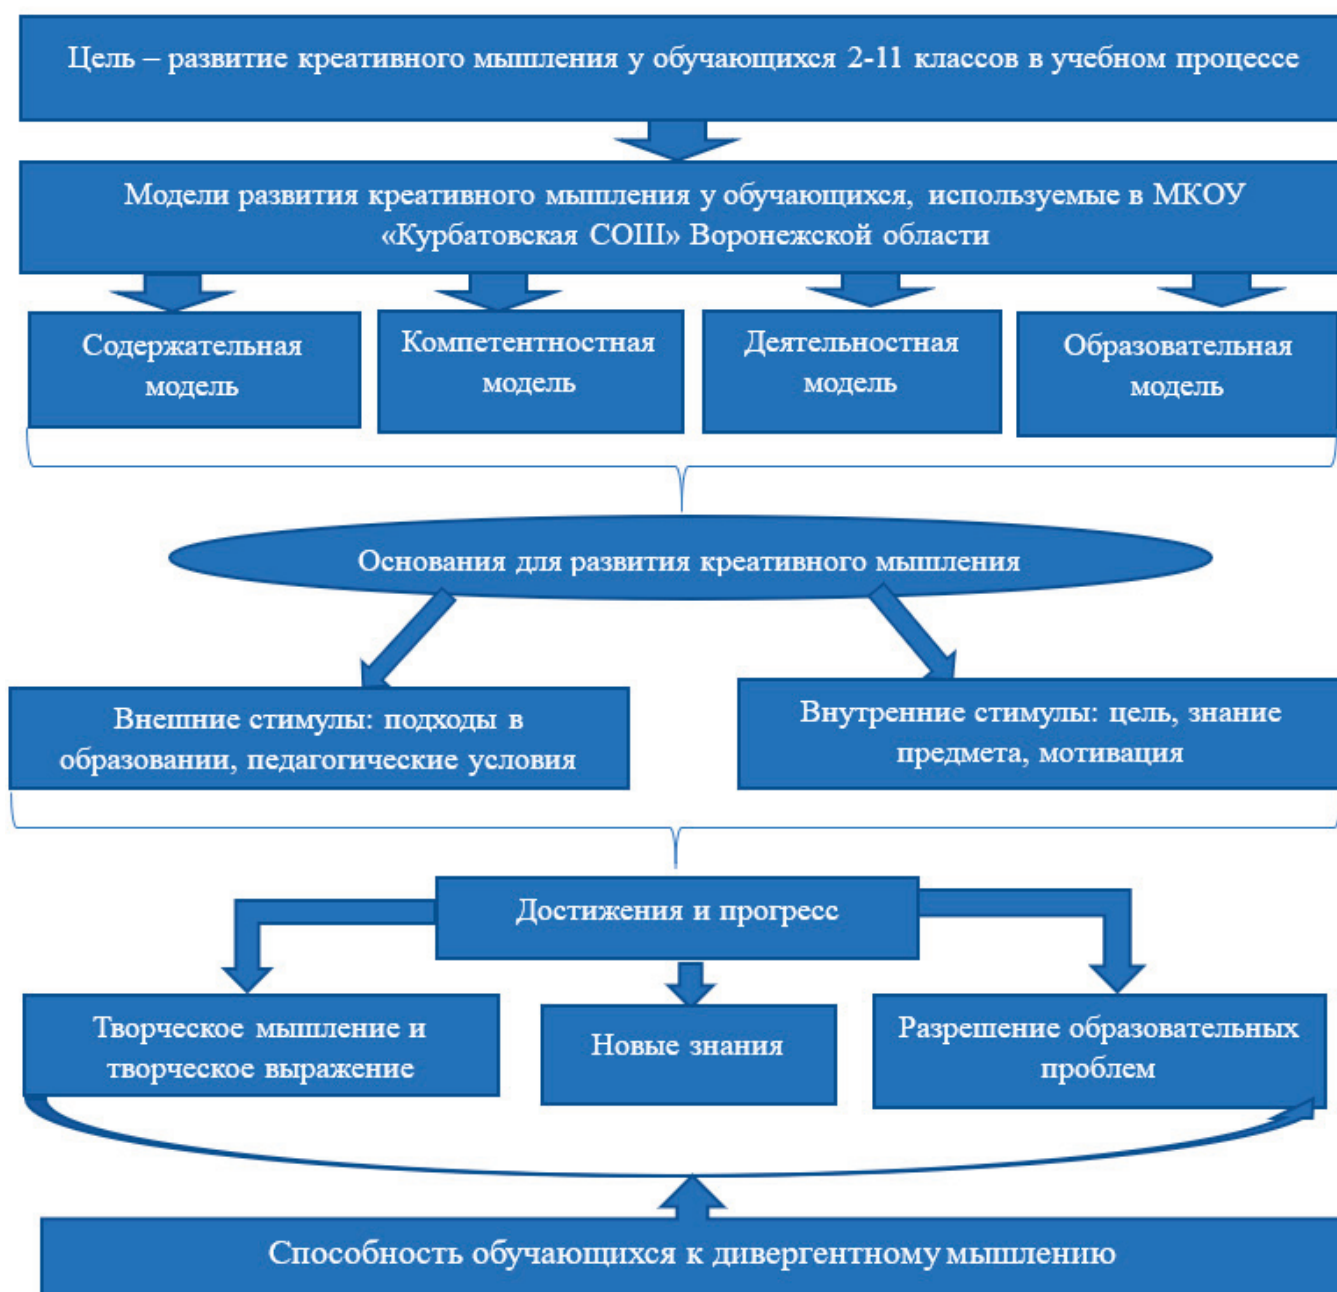 Цель – развитие креативного мышления у обучающихся 2-11 классов в учебном процессе
Модели развития креативного мышления у обучающихся, используемые в МКОУ
«Курбатовская СОШ» Воронежской области
Содержательная
модель
Компетентностная
модель
Деятельностная
модель
Образовательная
модель
Основания для развития креативного мышления
Внешние стимулы: подходы в
образовании, педагогические условия
Внутренние стимулы: цель, знание
предмета, мотивация
Достижения и прогресс
Творческое мышление и
творческое выражение
Новые знания
Разрешение образовательных
проблем
Способность обучающихся к дивергентному мышлению